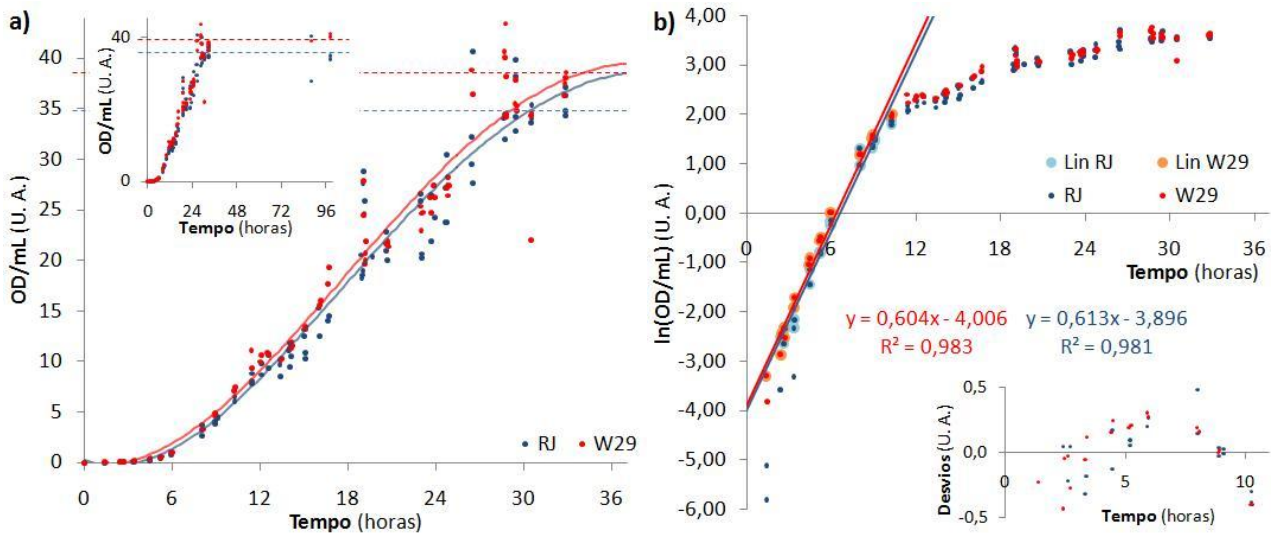 a)
OD/mL (U. A.)
40
0
0 24 48 72 96
Tempo (horas)
OD/mL (U. A.)
40
35
30
25
20
15
10
5
0
0 6 12 18 24 30 36
Tempo (horas)
RJ W29
b)
ln(OD/mL) (U. A.)
4,00
3,00
2,00
1,00
0,00
-1,00
-2,00
-3,00
-4,00
-5,00
-6,00
0 12 24 36
Tempo (horas)
Lin RJ Lin W29
RJ W29
y = 0,604x - 4,006 y = 0,613x - 3,896
R² = 0,983 R² = 0,981
Desvios (U. A.)
0,5
0,0
-0,5
0 5 10
Tempo (horas)